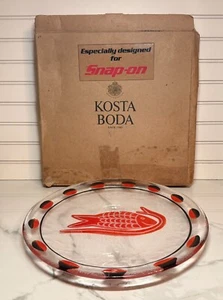 Especially designed
for
Snap-on
KOSTA
BODA